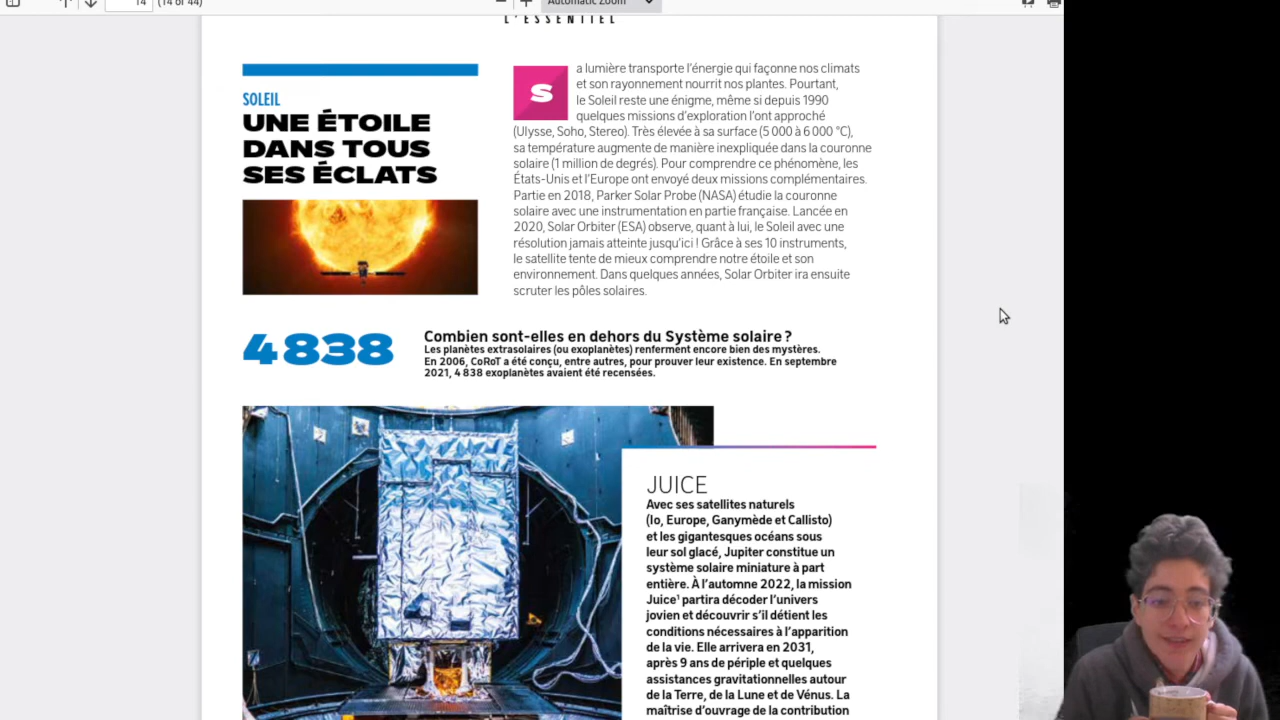 14 (14 of 44) Automatic Zoom
L'ESSENTIEL
SOLEIL
UNE ÉTOILE
DANS TOUS
SES ÉCLATS
S
a lumière transporte l'énergie qui façonne nos climats
et son rayonnement nourrit nos plantes. Pourtant,
le Soleil reste une énigme, même si depuis 1990
quelques missions d'exploration l'ont approché
(Ulysse, Soho, Stereo). Très élevée à sa surface (5 000 à 6 000 °C),
sa température augmente de manière inexpliquée dans la couronne
solaire (1 million de degrés). Pour comprendre ce phénomène, les
États-Unis et l'Europe ont envoyé deux missions complémentaires.
Partie en 2018, Parker Solar Probe (NASA) étudie la couronne
solaire avec une instrumentation en partie française. Lancée en
2020, Solar Orbiter (ESA) observe, quant à lui, le Soleil avec une
résolution jamais atteinte jusqu'ici ! Grâce à ses 10 instruments,
le satellite tente de mieux comprendre notre étoile et son
environnement. Dans quelques années, Solar Orbiter ira ensuite
scruter les pôles solaires.
4 838
Combien sont-elles en dehors du Système solaire ?
Les planètes extrasolaires (ou exoplanètes) renferment encore bien des mystères.
En 2006, CoRoT a été conçu, entre autres, pour prouver leur existence. En septembre
2021, 4 838 exoplanètes avaient été recensées.
JUICE
Avec ses satellites naturels
(Io, Europe, Ganymède et Callisto)
et les gigantesques océans sous
leur sol glacé, Jupiter constitue un
système solaire miniature à part
entière. À l'automne 2022, la mission
Juice¹ partira décoder l'univers
jovien et découvrir s'il détient les
conditions nécessaires à l'apparition
de la vie. Elle arrivera en 2031,
après 9 ans de périple et quelques
assistances gravitationnelles autour
de la Terre, de la Lune et de Vénus. La
maîtrise d'ouvrage de la contribution